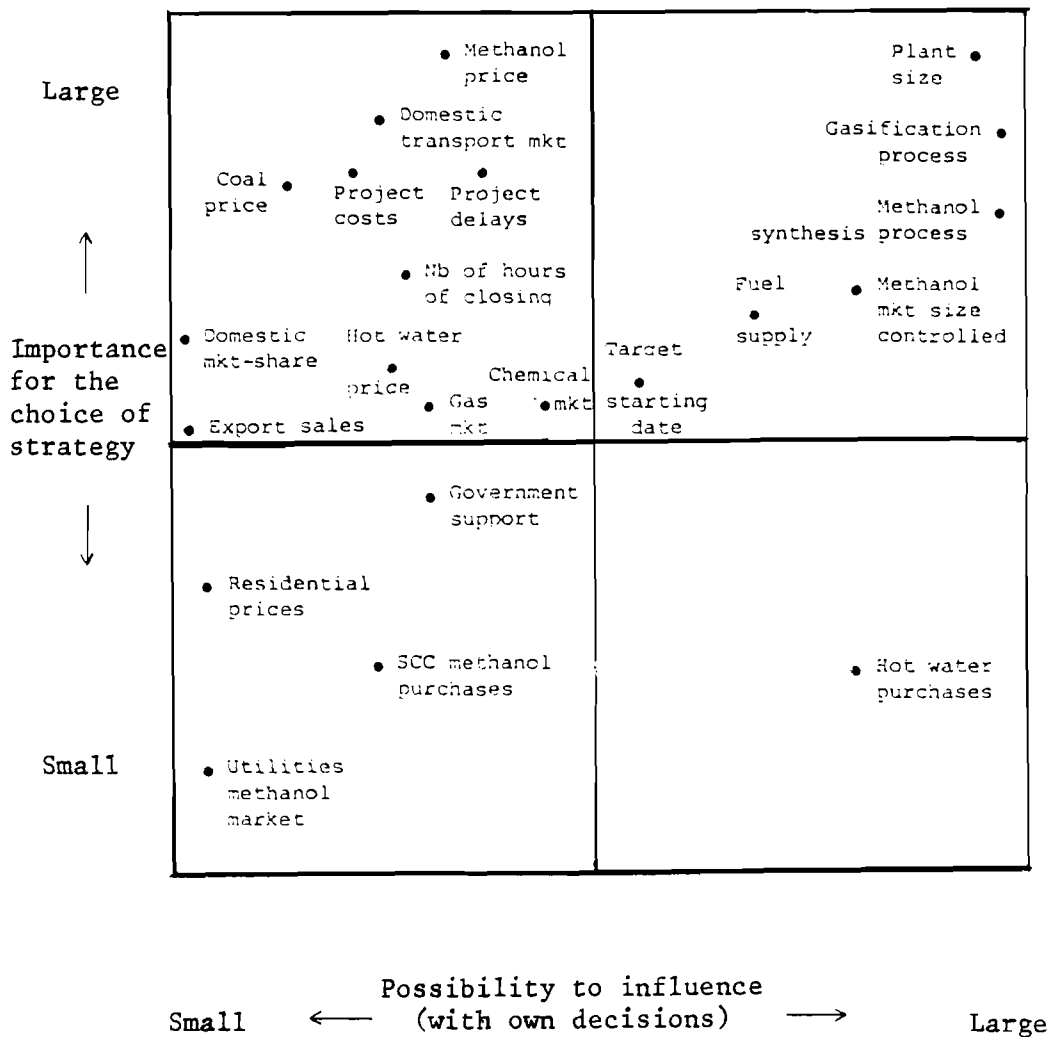 Large
Methanol
price
Plant
size
Domestic
transport mkt
Gasification
process
Coal
price
Project
costs
Project
delays
Methanol
synthesis process
Nb of hours
of closing
Fuel
supply
Methanol
mkt size
controlled
Importance
for the
choice of
strategy
Domestic
mkt-share
Hot water
price
Gas
mkt
Chemical
mkt
Target
starting
date
Export sales
Government
support
Residential
prices
SCC methanol
purchases
Hot water
purchases
Small
Utilities
methanol
market
Possibility to influence
(with own decisions)
Small
Large